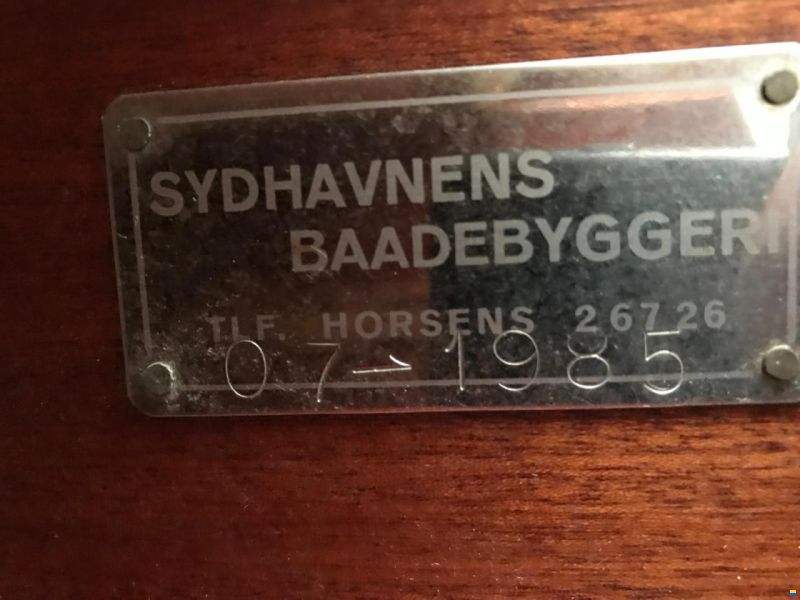 SYDHAVNENS
BAADEBYGGERI
TLF. HORSENS 26726
07-1985